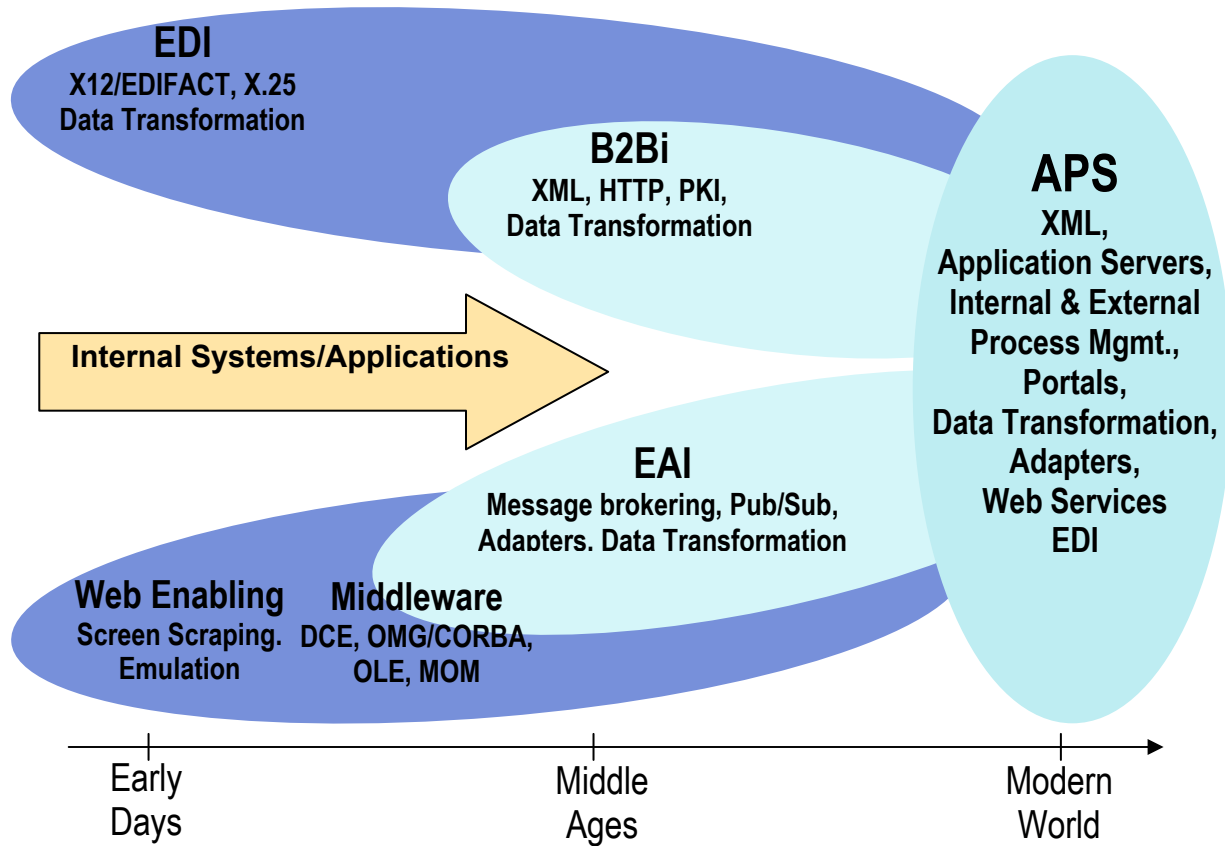 EDI
X12/EDIFACT, X.25
Data Transformation
B2Bi
XML, HTTP, PKI,
Data Transformation
APS
XML,
Application Servers,
Internal & External
Process Mgmt.,
Portals,
Data Transformation,
Adapters,
Web Services
EDI
Internal Systems/Applications
EAI
Message brokering, Pub/Sub,
Adapters, Data Transformation
Web Enabling
Screen Scraping.
Emulation
Middleware
DCE, OMG/CORBA,
OLE, MOM
Early
Days
Middle
Ages
Modern
World